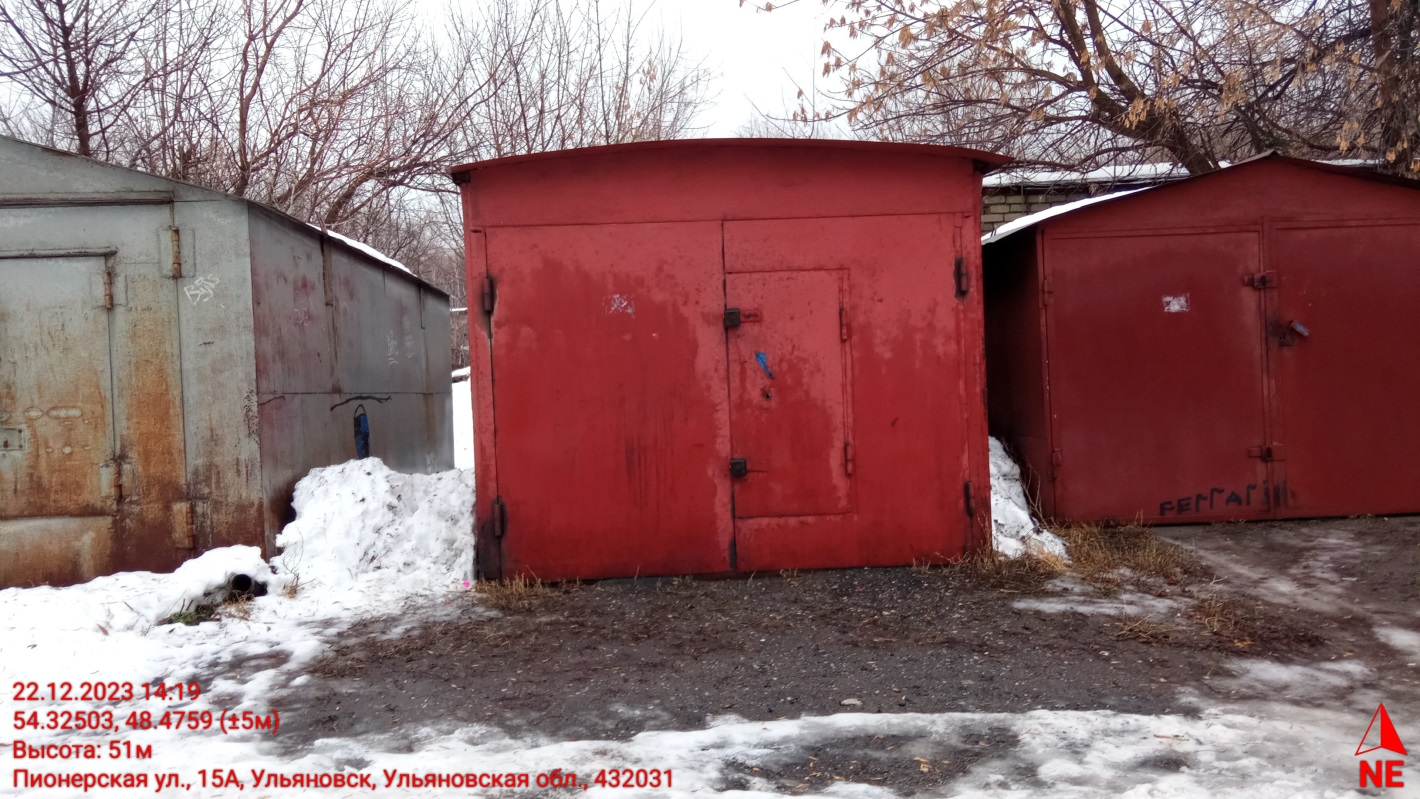 FERRARI
22.12.2023 14:19
54.32503, 48.4759 (±5м)
Высота: 51м
Пионерская ул., 15А, Ульяновск, Ульяновская обл., 432031
NE